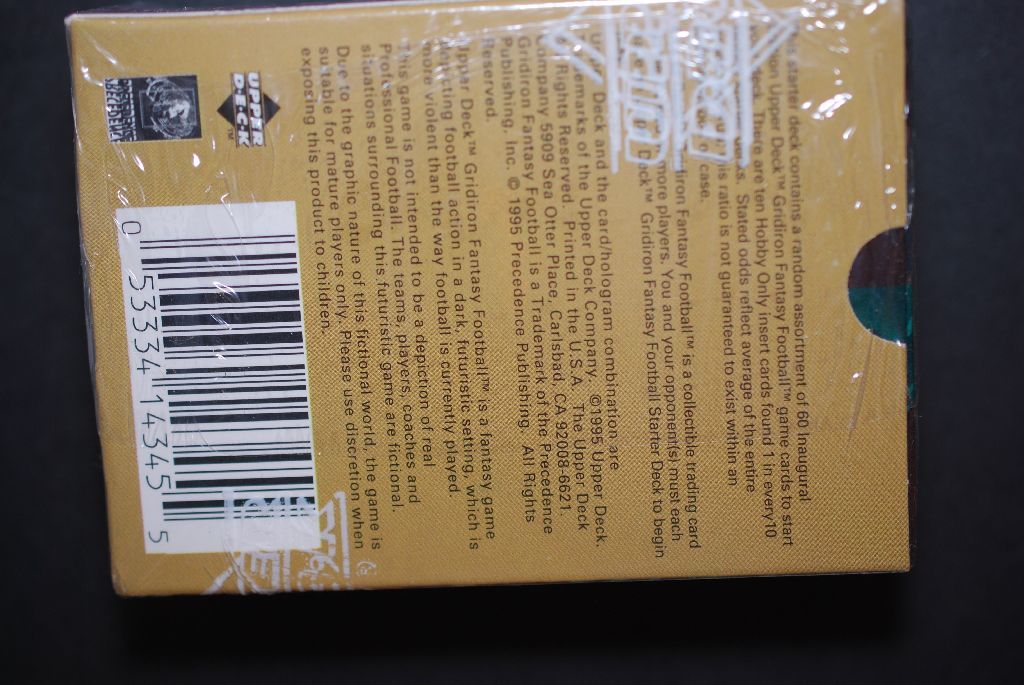 starter deck contains a random assortment of 60 Inaugural
Upper Deck™ Gridiron Fantasy Football™ game cards to start
deck. There are ten Hobby Only insert cards found 1 in every10
Stated odds reflect average of the entire
is ratio is not guaranteed to exist within an
case.
Fantasy Football™ is a collectible trading card
more players. You and your opponent(s) must each
Deck™ Gridiron Fantasy Football Starter Deck to begin
Deck and the card/hologram combination are
of the Upper Deck Company. ©1995 Upper Deck.
Rights Reserved. Printed in the U.S.A. The Upper Deck
Company 5909 Sea Otter Place, Carlsbad, CA 92008-6621.
Gridiron Fantasy Football is a Trademark of the Precedence
Publishing, Inc. © 1995 Precedence Publishing. All Rights
Reserved.
Upper Deck™ Gridiron Fantasy Football™ is a fantasy game
depicting football action in a dark, futuristic setting, which is
more violent than the way football is currently played.
This game is not intended to be a depiction of real
Professional Football. The teams, players, coaches and
situations surrounding this futuristic game are fictional.
Due to the graphic nature of this fictional world, the game is
suitable for mature players only. Please use discretion when
exposing this product to children.
UPPER
DECK™
PRECEDENCE
0 53334 14345 5